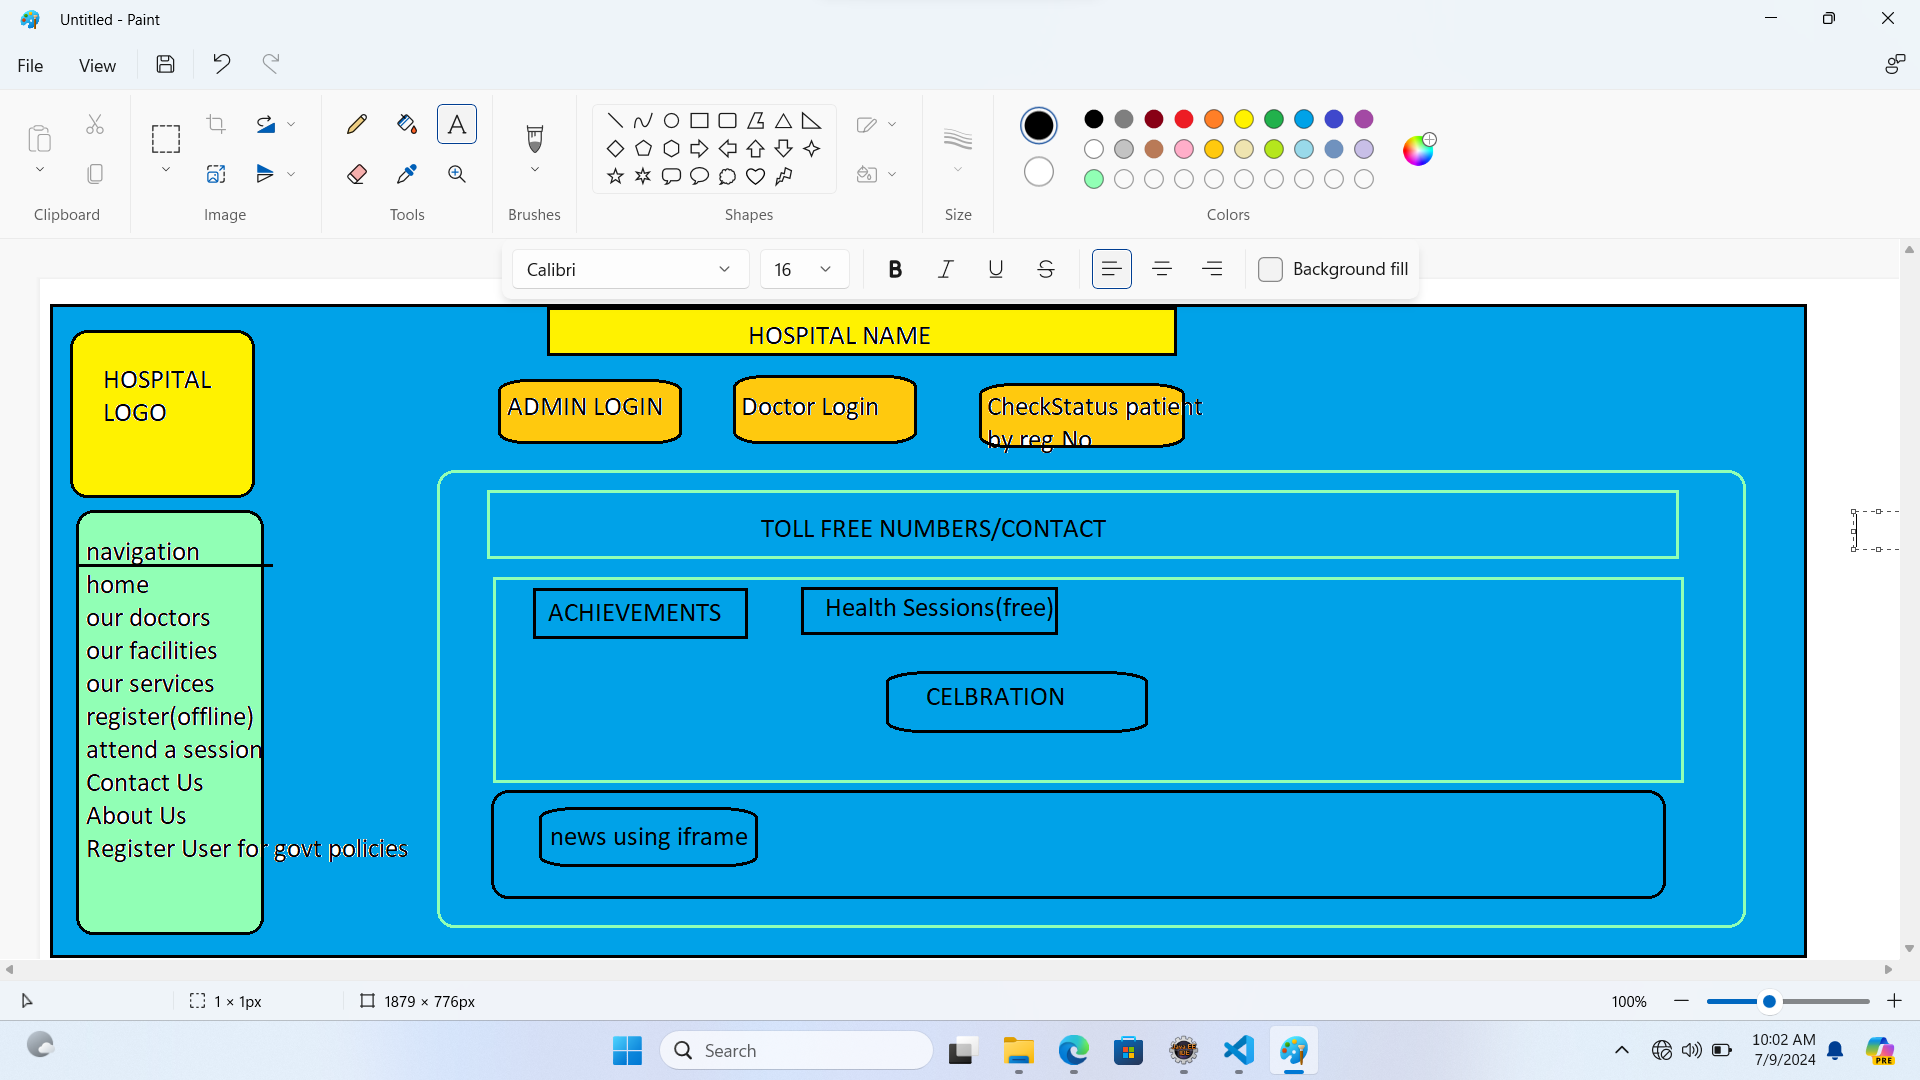 Untitled - Paint
File View
Clipboard
Image
Tools
Brushes
Shapes
Size
Colors
Calibri
16
B I U S
Background fill
HOSPITAL NAME
HOSPITAL
LOGO
ADMIN LOGIN
Doctor Login
CheckStatus patient
by reg No
TOLL FREE NUMBERS/CONTACT
navigation
home
our doctors
our facilities
our services
register(offline)
attend a session
Contact Us
About Us
Register User for govt policies
ACHIEVEMENTS
Health Sessions(free)
CELBRATION
news using iframe
1 × 1px
1879 × 776px
100%
Search
10:02 AM
7/9/2024
PRE